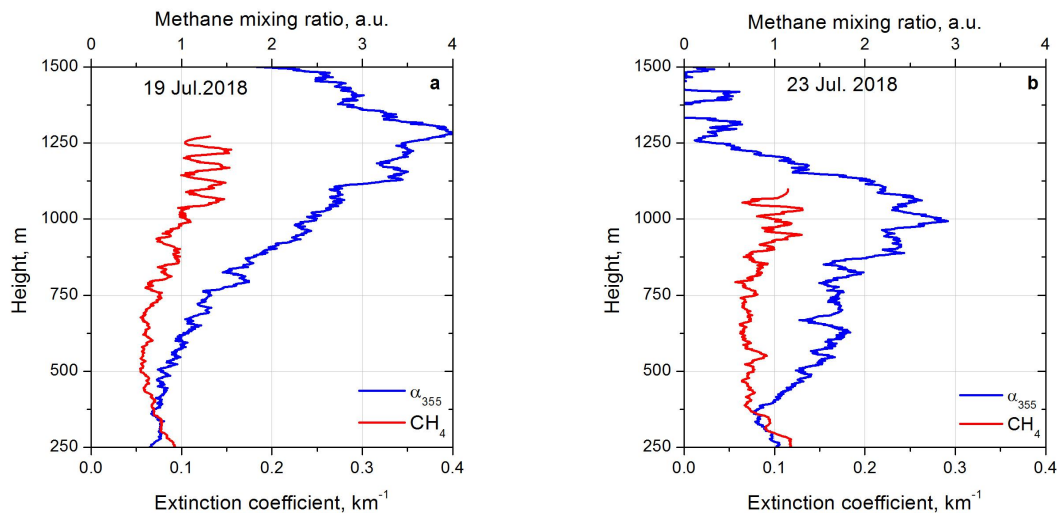 Methane mixing ratio, a.u.
0 1 2 3 4
1500
1250
1000
750
500
250
Height, m
19 Jul.2018
a
α355
CH4
0.0 0.1 0.2 0.3 0.4
Extinction coefficient, km-1
Methane mixing ratio, a.u.
0 1 2 3 4
1500
1250
1000
750
500
250
Height, m
23 Jul. 2018
b
α355
CH4
0.0 0.1 0.2 0.3 0.4
Extinction coefficient, km-1